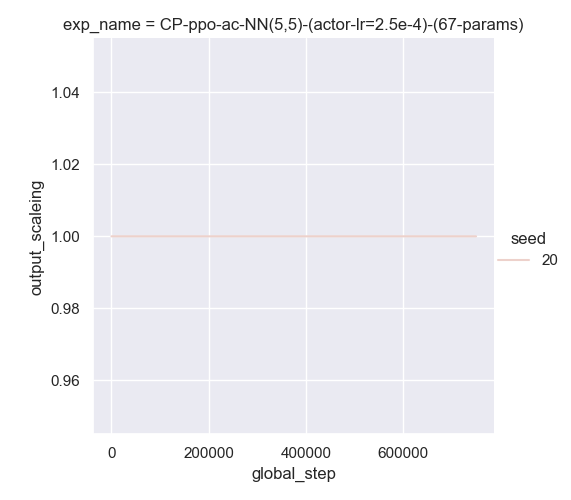 exp_name = CP-ppo-ac-NN(5,5)-(actor-lr=2.5e-4)-(67-params)
1.04
1.02
1.00
0.98
0.96
output_scaleing
0
200000
400000
600000
global_step
seed
20